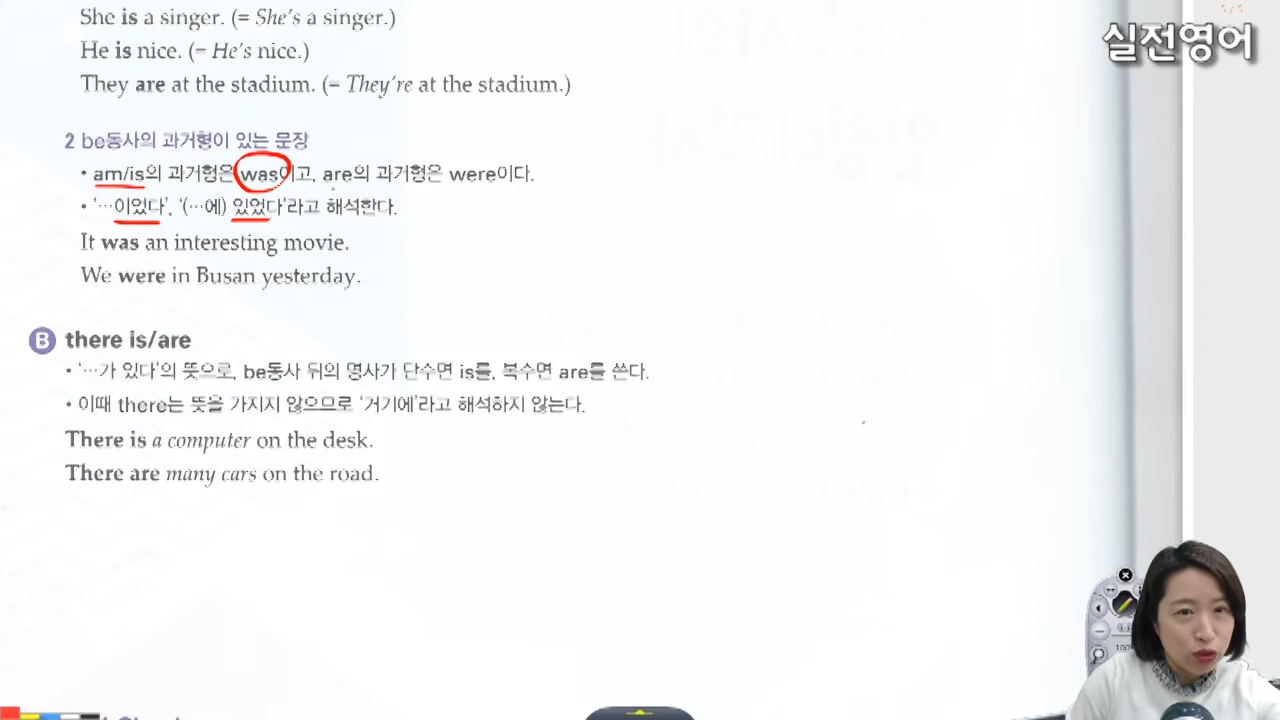 She is a singer. (= She's a singer.)
실전영어
He is nice. (= He's nice.)
They are at the stadium. (= They're at the stadium.)
2 be동사의 과거형이 있는 문장
• am/is의 과거형은 was이고, are의 과거형은 were이다.
• '…이었다', '(…에) 있었다'라고 해석한다.
It was an interesting movie.
We were in Busan yesterday.
B there is/are
• '…가 있다'의 뜻으로, be동사 뒤의 명사가 단수면 is를, 복수면 are를 쓴다.
• 이때 there는 뜻을 가지지 않으므로 '거기에'라고 해석하지 않는다.
There is a computer on the desk.
There are many cars on the road.